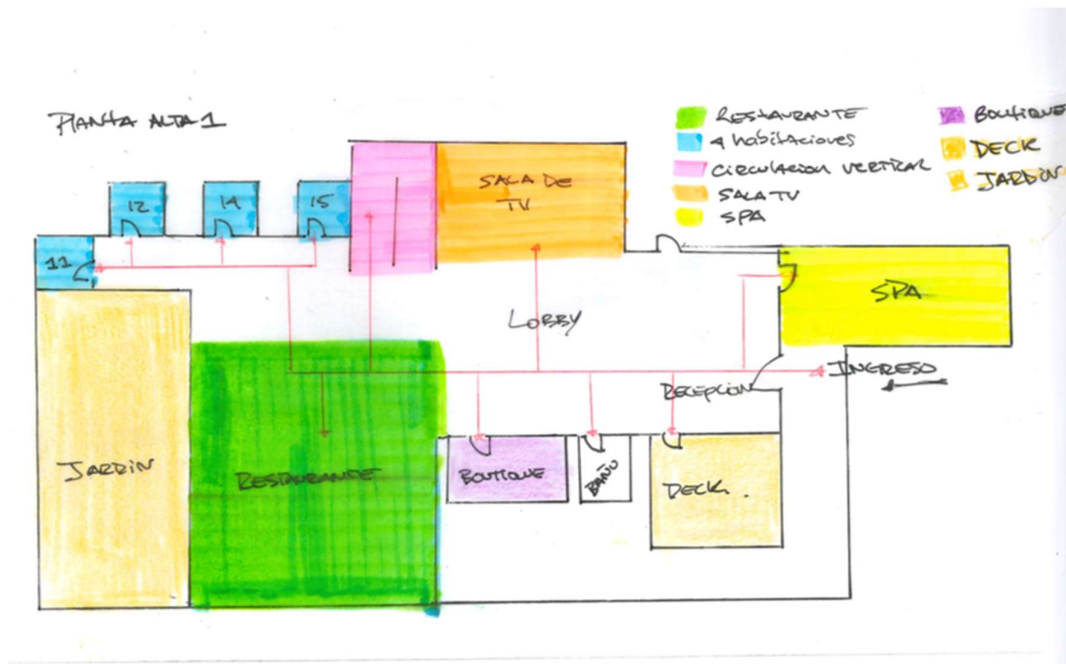 PLANTA ALTA 1
RESTAURANTE
4 habitaciones
CIRCULACION VERTICAL
SALA TV
SPA
BOUTIQUE
DECK
JARDIN
SALA DE
TV
12
14
15
11
SPA
LOBBY
INGRESO
RECEPCION
JARDIN
RESTAURANTE
BOUTIQUE
BAÑO
DECK.